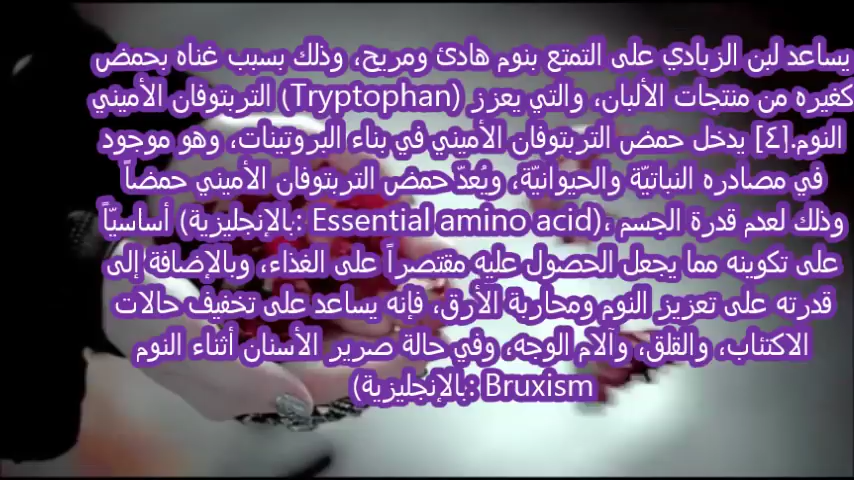 يساعد لبن الزبادي على التمتع بنوم هادئ ومريح، وذلك بسبب غناه بحمض
التربتوفان الأميني (Tryptophan) كغيره من منتجات الألبان، والتي يعزز
النوم.[٤] يدخل حمض التربتوفان الأميني في بناء البروتينات، وهو موجود
في مصادره النباتيّة والحيوانيّة، ويُعدّ حمض التربتوفان الأميني حمضاً
أساسيّاً (بالإنجليزية: Essential amino acid)، وذلك لعدم قدرة الجسم
على تكوينه مما يجعل الحصول عليه مقتصراً على الغذاء، وبالإضافة إلى
قدرته على تعزيز النوم ومحاربة الأرق، فإنه يساعد على تخفيف حالات
الاكتئاب، والقلق، وآلام الوجه، وفي حالة صرير الأسنان أثناء النوم
(بالإنجليزية: Bruxism